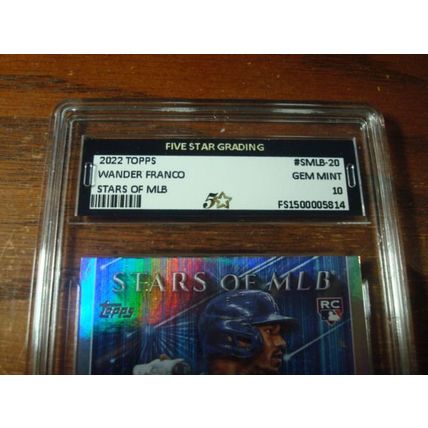 FIVE STAR GRADING
2022 TOPPS #SMLB-20
WANDER FRANCO GEM MINT
STARS OF MLB 5 10
FS1500005814
STARS OF MLB
Topps RC